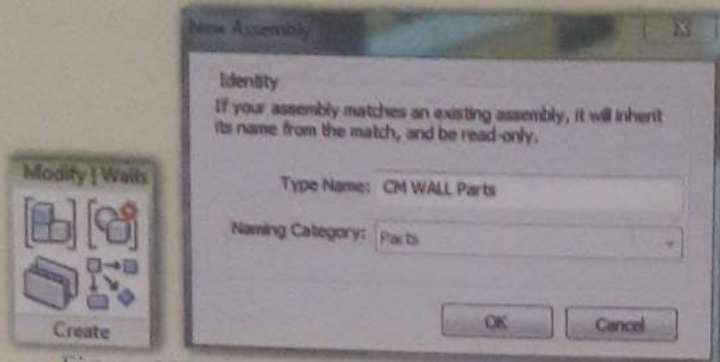 New Assembly
Identity
If your assembly matches an existing assembly, it will inherit
its name from the match, and be read-only.
Modify | Walls
Type Name: CM WALL Parts
Naming Category: Parts
OK Cancel
Create